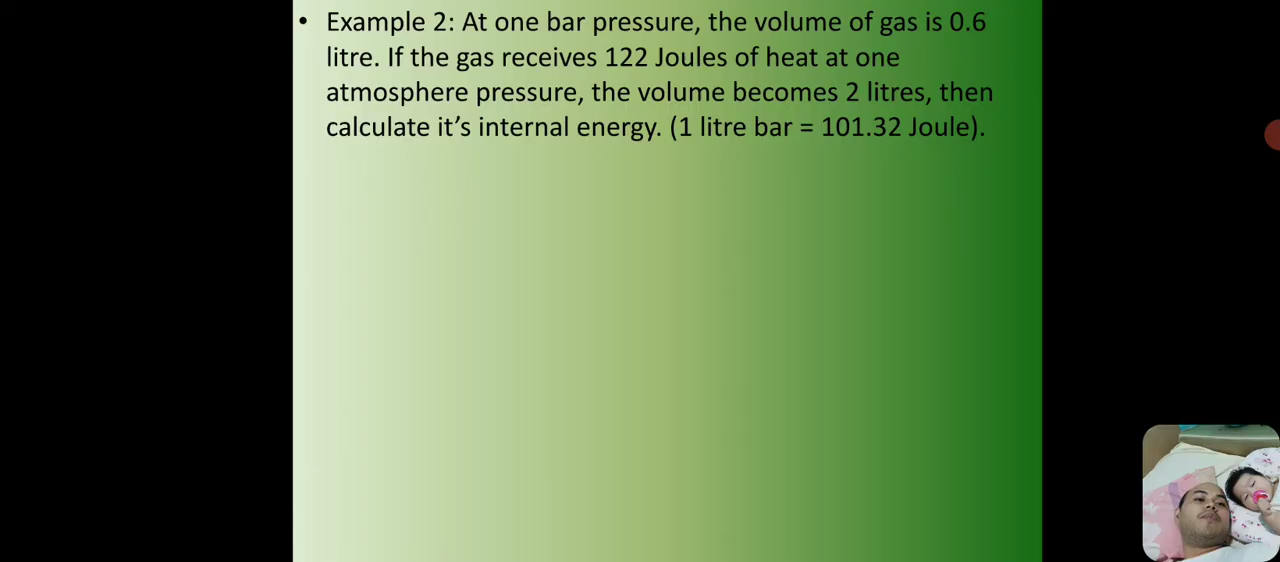 • Example 2: At one bar pressure, the volume of gas is 0.6
litre. If the gas receives 122 Joules of heat at one
atmosphere pressure, the volume becomes 2 litres, then
calculate it's internal energy. (1 litre bar = 101.32 Joule).